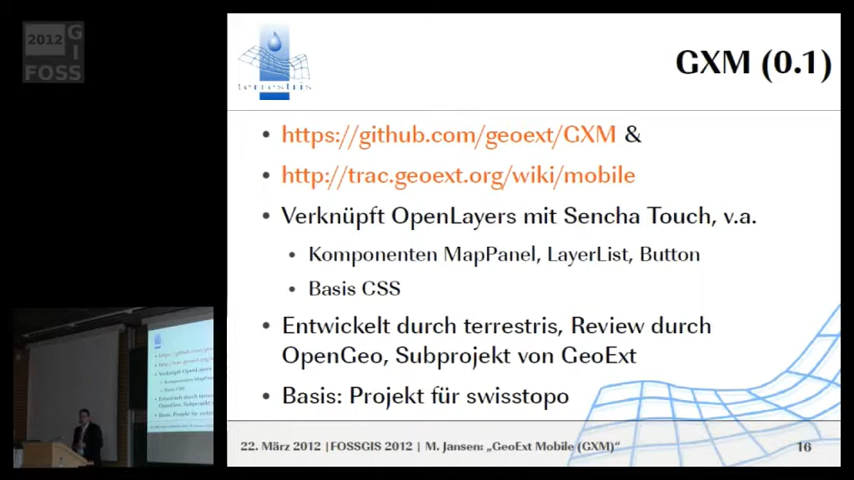 2012
GI
FOSS
terrestris
GXM (0.1)
• https://github.com/geoext/GXM &
• http://trac.geoext.org/wiki/mobile
• Verknüpft OpenLayers mit Sencha Touch, v.a.
• Komponenten MapPanel, LayerList, Button
• Basis CSS
• Entwickelt durch terrestris, Review durch
OpenGeo, Subprojekt von GeoExt
• Basis: Projekt für swisstopo
22. März 2012 |FOSSGIS 2012 | M. Jansen: „GeoExt Mobile (GXM)“
16